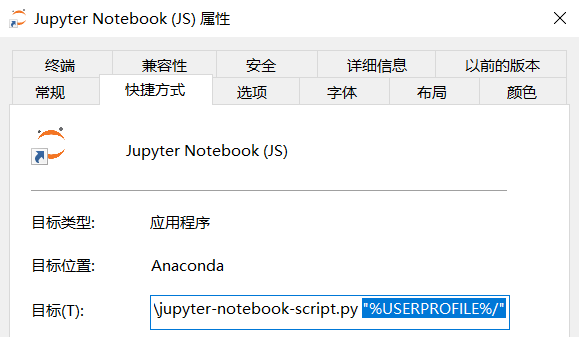 Jupyter Notebook (JS) 属性
终端 兼容性 安全 详细信息 以前的版本
常规 快捷方式 选项 字体 布局 颜色
Jupyter Notebook (JS)
目标类型: 应用程序
目标位置: Anaconda
目标(T): \jupyter-notebook-script.py "%USERPROFILE%/"